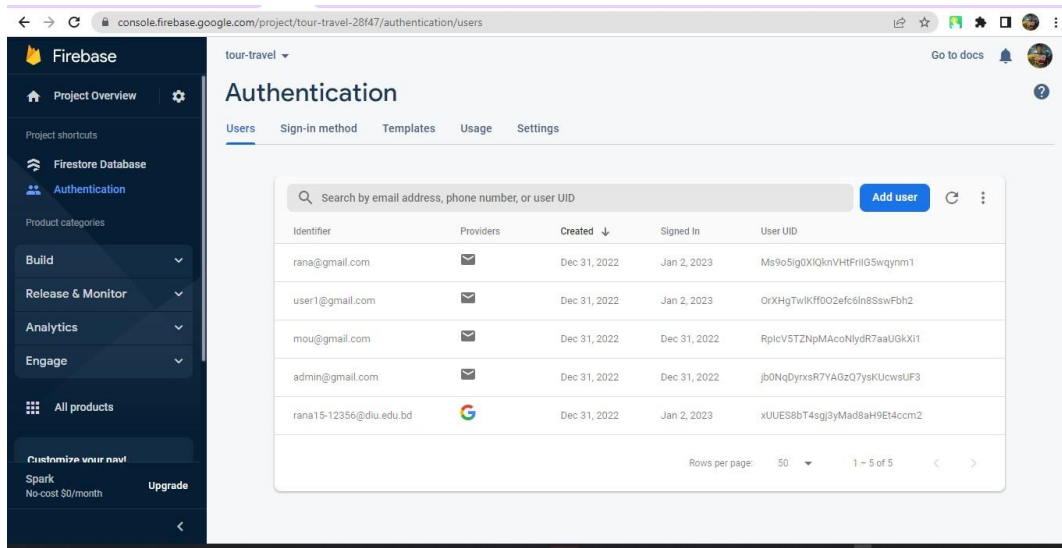 console.firebase.google.com/project/tour-travel-28f47/authentication/users
Firebase
tour-travel
Go to docs
Project Overview
Authentication
Users Sign-in method Templates Usage Settings
Project shortcuts
Firestore Database
Authentication
Product categories
Build
Release & Monitor
Analytics
Engage
All products
Customize your nav!
Spark
No-cost $0/month
Upgrade
Search by email address, phone number, or user UID
Add user
Identifier Providers Created Signed In User UID
rana@gmail.com Dec 31, 2022 Jan 2, 2023
user1@gmail.com Dec 31, 2022 Jan 2, 2023
mou@gmail.com Dec 31, 2022 Dec 31, 2022
admin@gmail.com Dec 31, 2022 Dec 31, 2022
rana15-12356@diu.edu.bd Dec 31, 2022 Jan 2, 2023 xUUES8bT4sgj3yMad8aH9Et4ccm2
Rows per page: 50 1 – 5 of 5